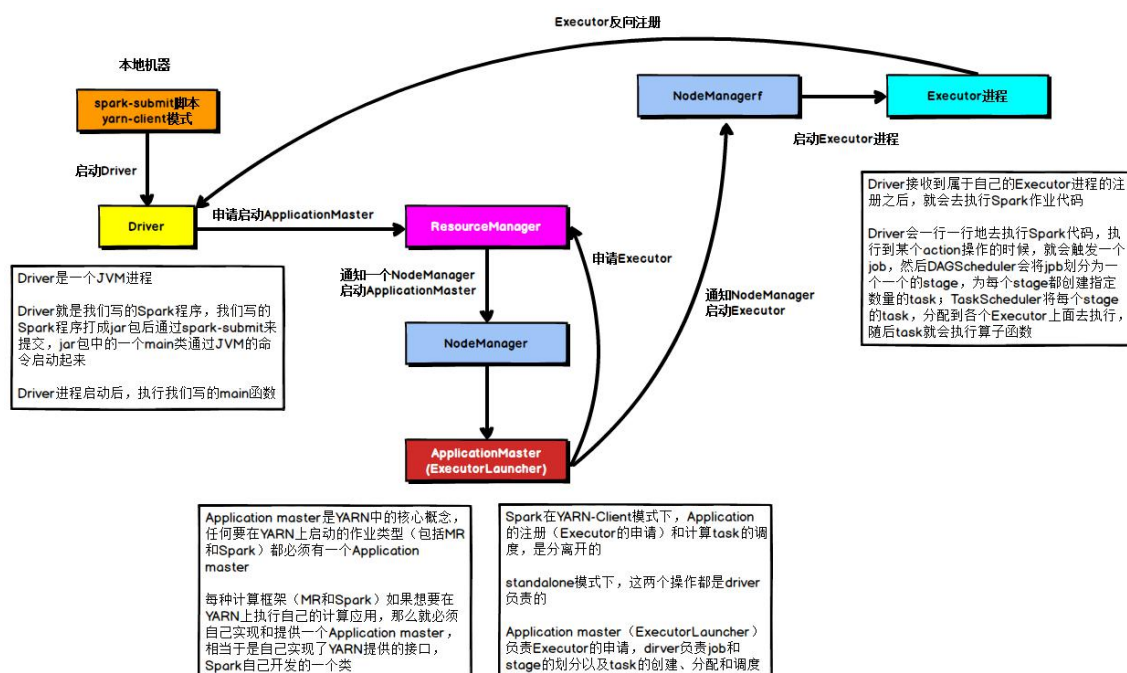 Executor反向注册
本地机器
spark-submit脚本
yarn-client模式
启动Driver
Driver
申请启动ApplicationMaster
ResourceManager
通知一个NodeManager
启动ApplicationMaster
NodeManager
ApplicationMaster
(ExecutorLauncher)
申请Executor
通知NodeManager
启动Executor
NodeManagerf
启动Executor进程
Executor进程
Driver是一个JVM进程
Driver就是我们写的Spark程序，我们写的
Spark程序打成jar包后通过spark-submit来
提交，jar包中的一个main类通过JVM的命
令启动起来
Driver进程启动后，执行我们写的main函数
Driver接收到属于自己的Executor进程的注
册之后，就会去执行Spark作业代码
Driver会一行一行地去执行Spark代码，执
行到某个action操作的时候，就会触发一个
job，然后DAGScheduler会将jpb划分为一
个一个的stage，为每个stage都创建指定
数量的task；TaskScheduler将每个stage
的task，分配到各个Executor上面去执行，
随后task就会执行算子函数
Application master是YARN中的核心概念，
任何要在YARN上启动的作业类型（包括MR
和Spark）都必须有一个Application
master
每种计算框架（MR和Spark）如果想要在
YARN上执行自己的计算应用，那么就必须
自己实现和提供一个Application master，
相当于是自己实现了YARN提供的接口，
Spark自己开发的一个类
Spark在YARN-Client模式下，Application
的注册（Executor的申请）和计算task的调
度，是分离开的
standalone模式下，这两个操作都是driver
负责的
Application master（ExecutorLauncher）
负责Executor的申请，dirver负责job和
stage的划分以及task的创建、分配和调度